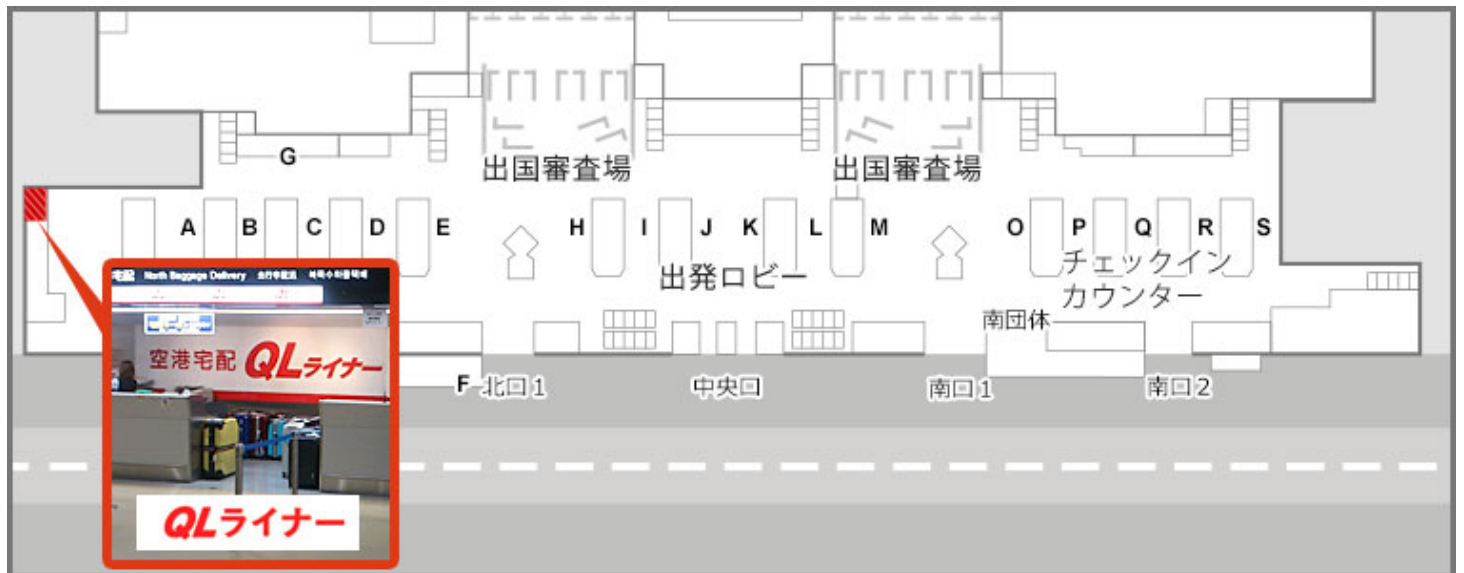 G
出国審査場
出国審査場
A
B
C
D
E
H
I
J
K
L
M
O
P
Q
R
S
出発ロビー
チェックイン
カウンター
南団体
宅配 North Baggage Delivery
空港宅配 QLライナー
QLライナー
F 北口1
中央口
南口1
南口2